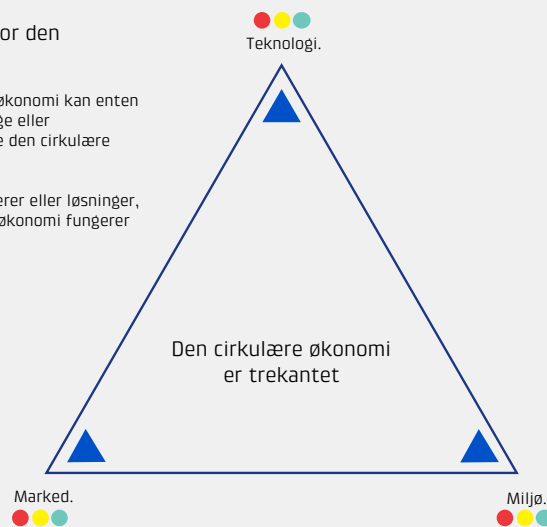 or den
økonomi kan enten
ge eller
e den cirkulære
erer eller løsninger,
økonomi fungerer
Teknologi.
Den cirkulære økonomi
er trekantet
Marked.
Miljø.